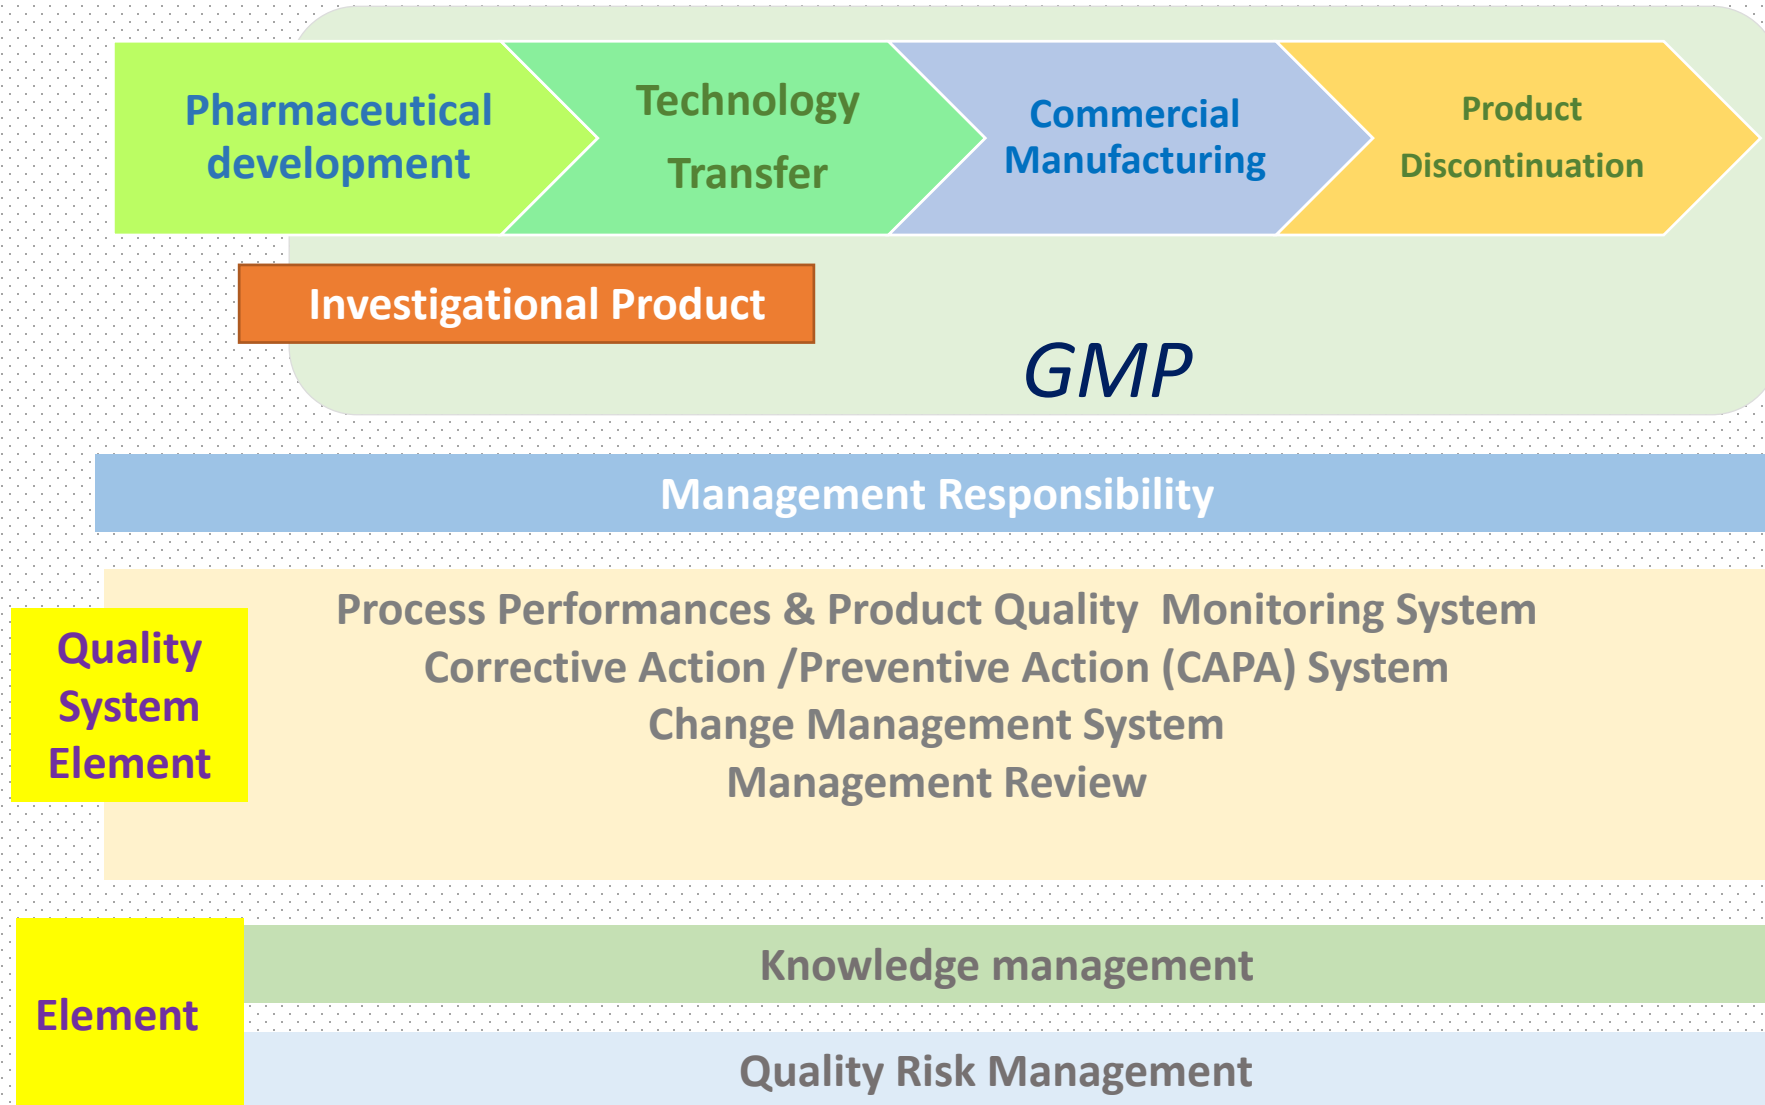 Pharmaceutical
development
Technology
Transfer
Commercial
Manufacturing
Product
Discontinuation
Investigational Product
GMP
Management Responsibility
Quality
System
Element
Process Performances & Product Quality  Monitoring System
Corrective Action /Preventive Action (CAPA) System
Change Management System
Management Review
Element
Knowledge management
Quality Risk Management